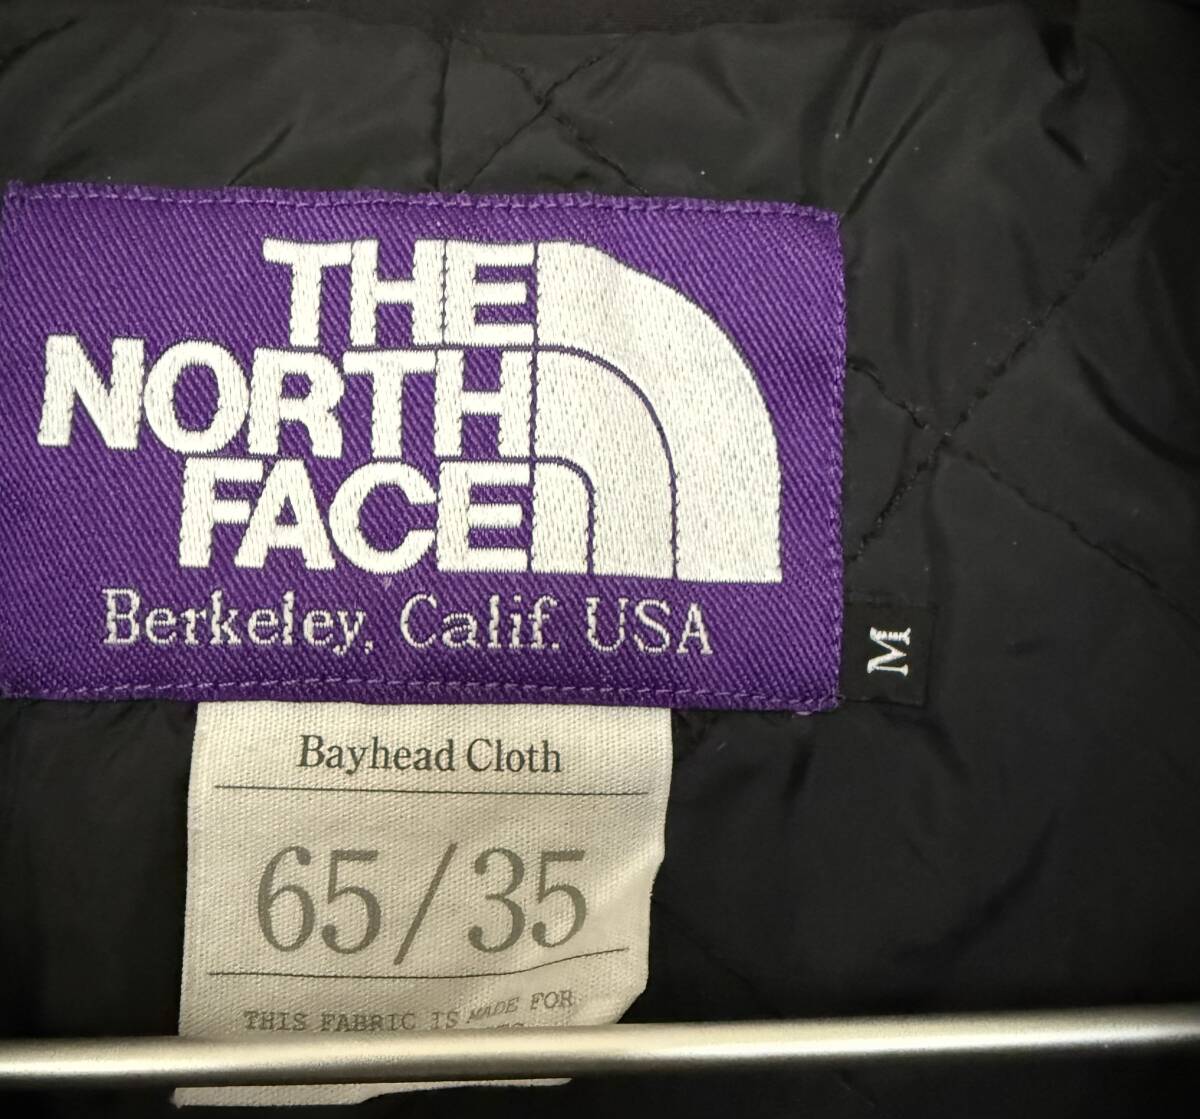 THE
NORTH
FACE
Berkeley, Calif. USA
M
Bayhead Cloth
65/35
THIS FABRIC IS MADE FOR